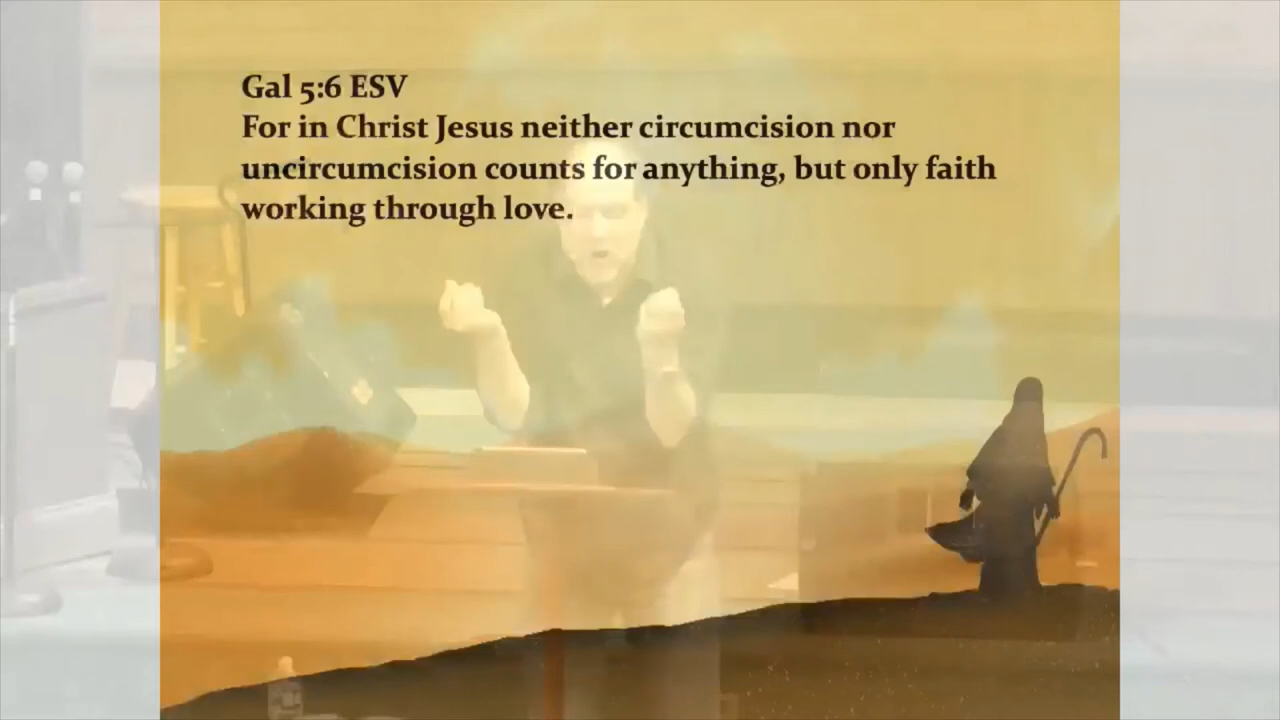 Gal 5:6 ESV
For in Christ Jesus neither circumcision nor
uncircumcision counts for anything, but only faith
working through love.